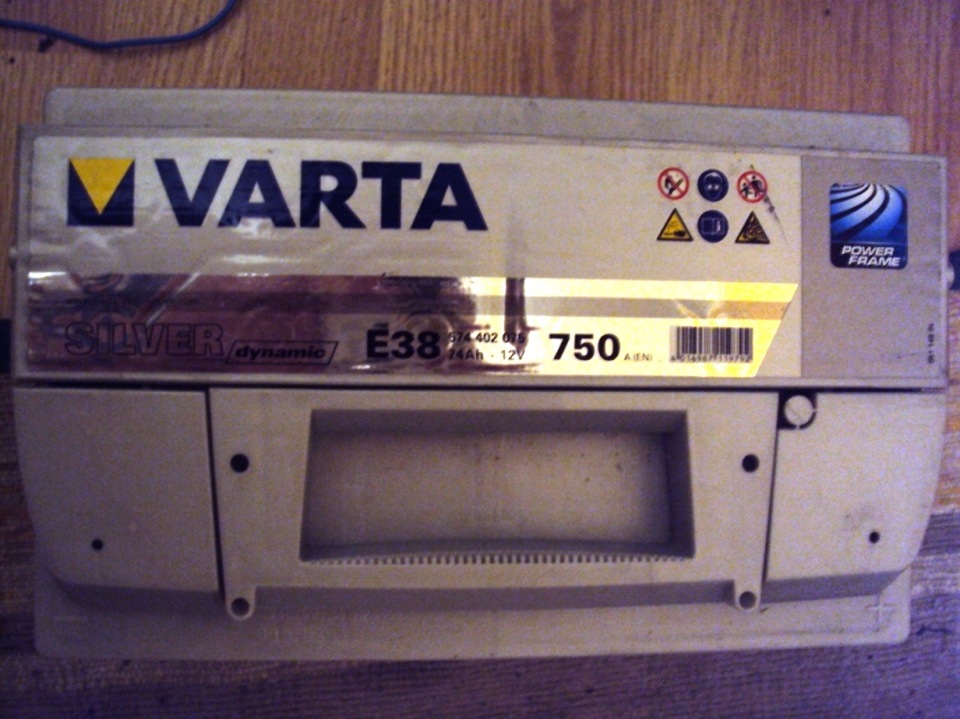 VARTA
POWER
FRAME
SILVER dynamic
E38 574 402 075
74Ah - 12V
750 A (EN)